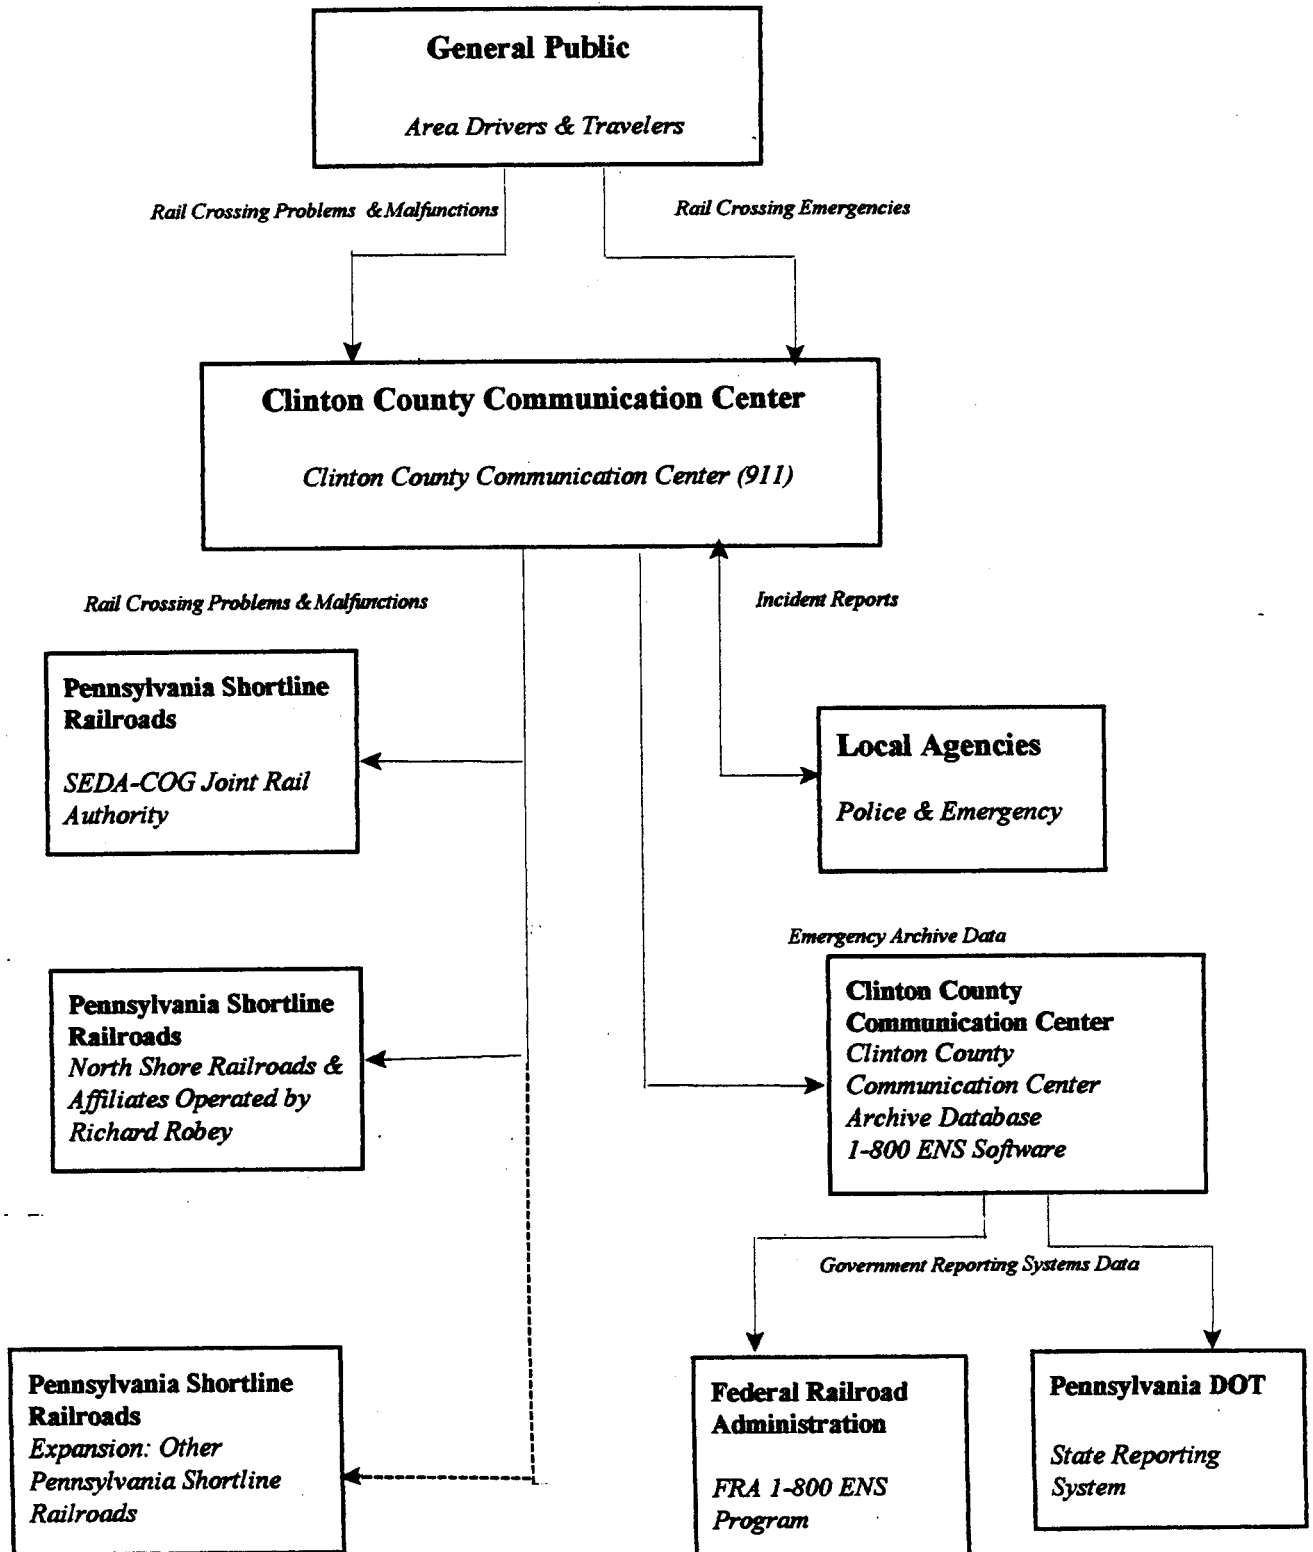 General Public
Area Drivers & Travelers
Rail Crossing Problems & Malfunctions
Rail Crossing Emergencies
Clinton County Communication Center
Clinton County Communication Center (911)
Rail Crossing Problems & Malfunctions
Incident Reports
Pennsylvania Shortline
Railroads
SEDA-COG Joint Rail
Authority
Local Agencies
Police & Emergency
Emergency Archive Data
Pennsylvania Shortline
Railroads
North Shore Railroads &
Affiliates Operated by
Richard Robey
Clinton County
Communication Center
Clinton County
Communication Center
Archive Database
1-800 ENS Software
Government Reporting Systems Data
Pennsylvania Shortline
Railroads
Expansion: Other
Pennsylvania Shortline
Railroads
Federal Railroad
Administration
FRA 1-800 ENS
Program
Pennsylvania DOT
State Reporting
System